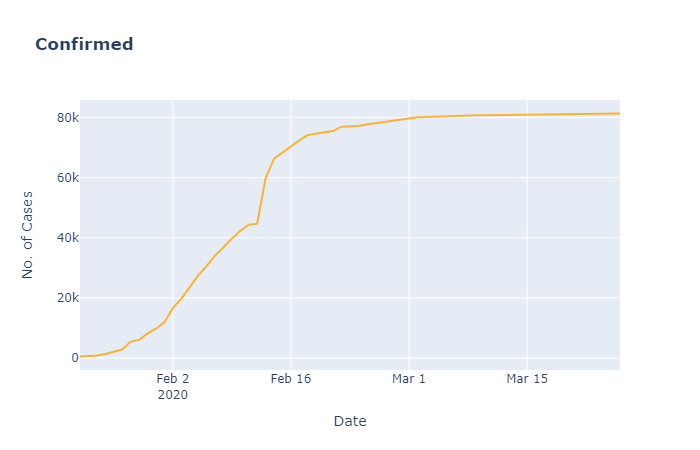 Confirmed
80k
60k
40k
20k
0
No. of Cases
Feb 2
2020
Feb 16
Mar 1
Mar 15
Date